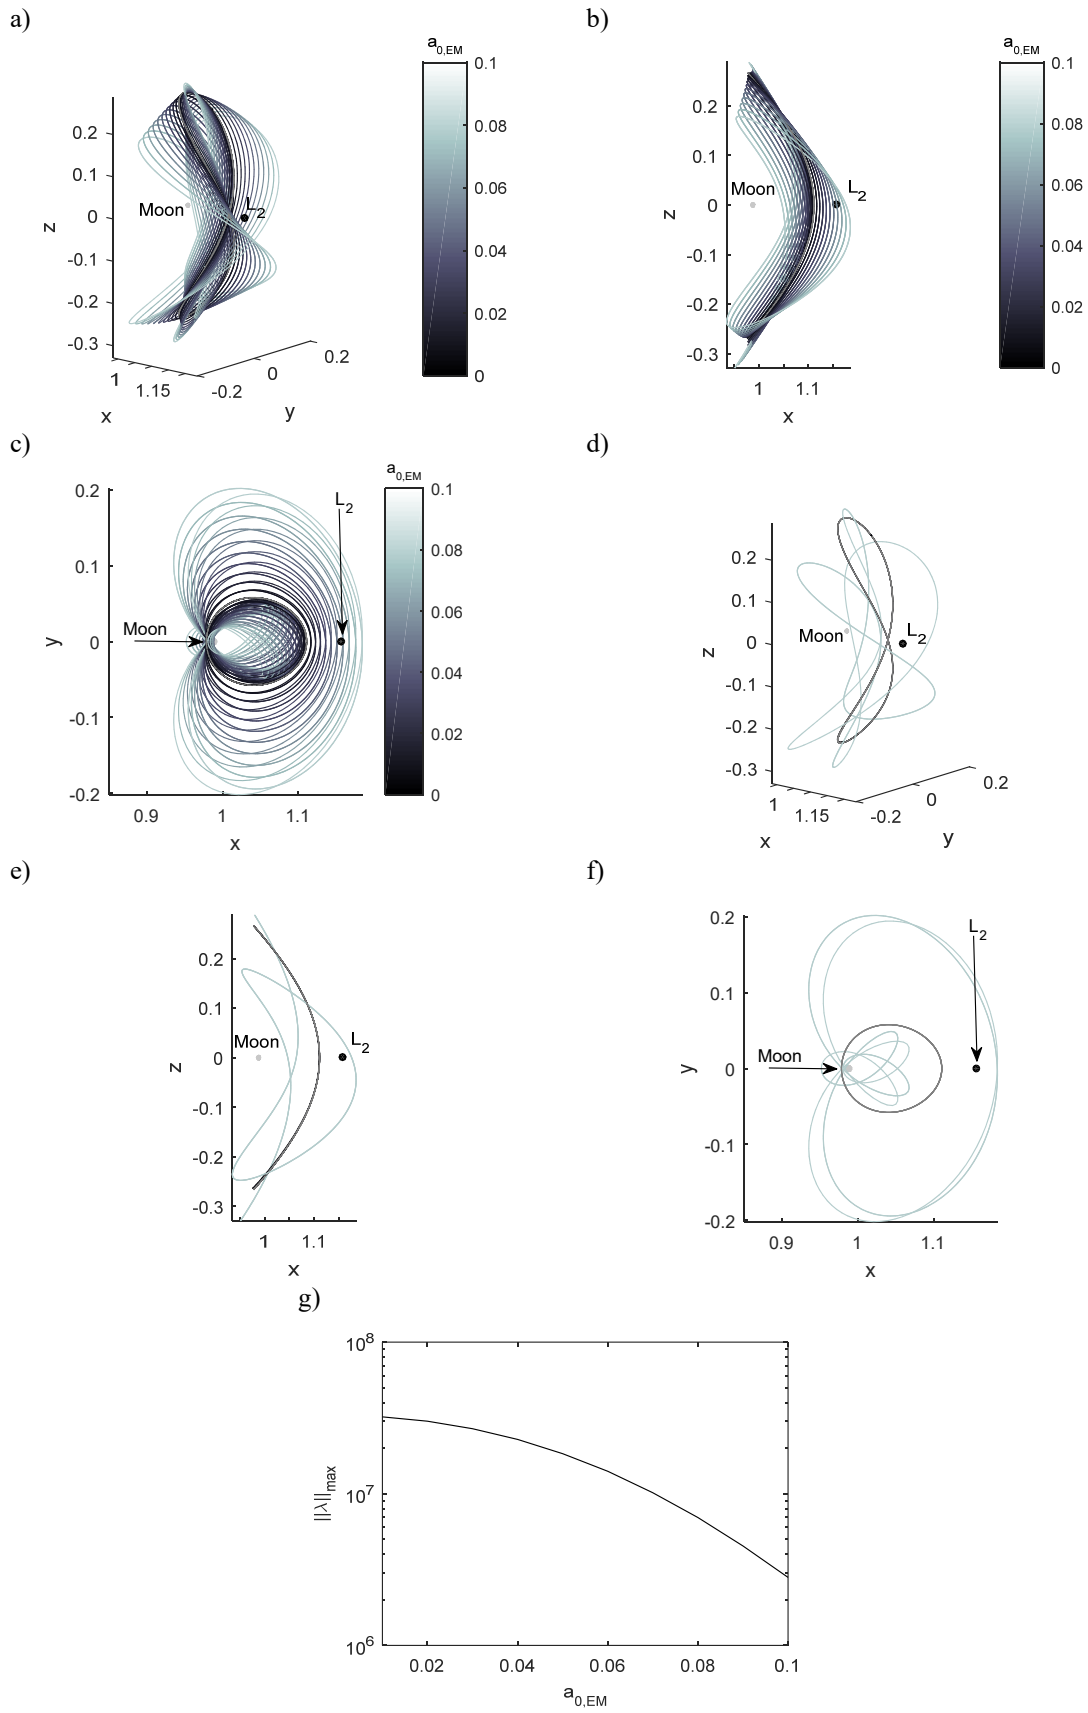 a)
a0,EM
0.1
0.08
0.06
0.04
0.02
0
0.2
0.1
0
-0.1
-0.2
-0.3
z
Moon
L2
1
1.15
x
-0.2
0
0.2
y
b)
a0,EM
0.1
0.08
0.06
0.04
0.02
0
0.2
0.1
0
-0.1
-0.2
-0.3
z
Moon
L2
1
1.1
x
c)
a0,EM
0.1
0.08
0.06
0.04
0.02
0
0.2
0.1
0
-0.1
-0.2
y
Moon
L2
0.9
1
1.1
x
d)
0.2
0.1
0
-0.1
-0.2
-0.3
z
Moon
L2
1
1.15
x
-0.2
0
0.2
y
e)
0.2
0.1
0
-0.1
-0.2
-0.3
z
Moon
L2
1
1.1
x
f)
0.2
0.1
0
-0.1
-0.2
y
Moon
L2
0.9
1
1.1
x
g)
10^8
10^7
10^6
||λ||max
0.02
0.04
0.06
0.08
0.1
a0,EM